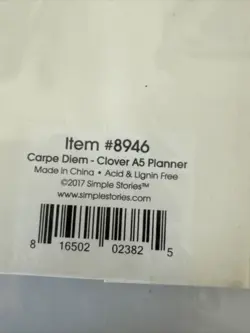 Item #8946
Carpe Diem - Clover A5 Planner
Made in China • Acid & Lignin Free
©2017 Simple Stories™
www.simplestories.com
8 16502 02382 5